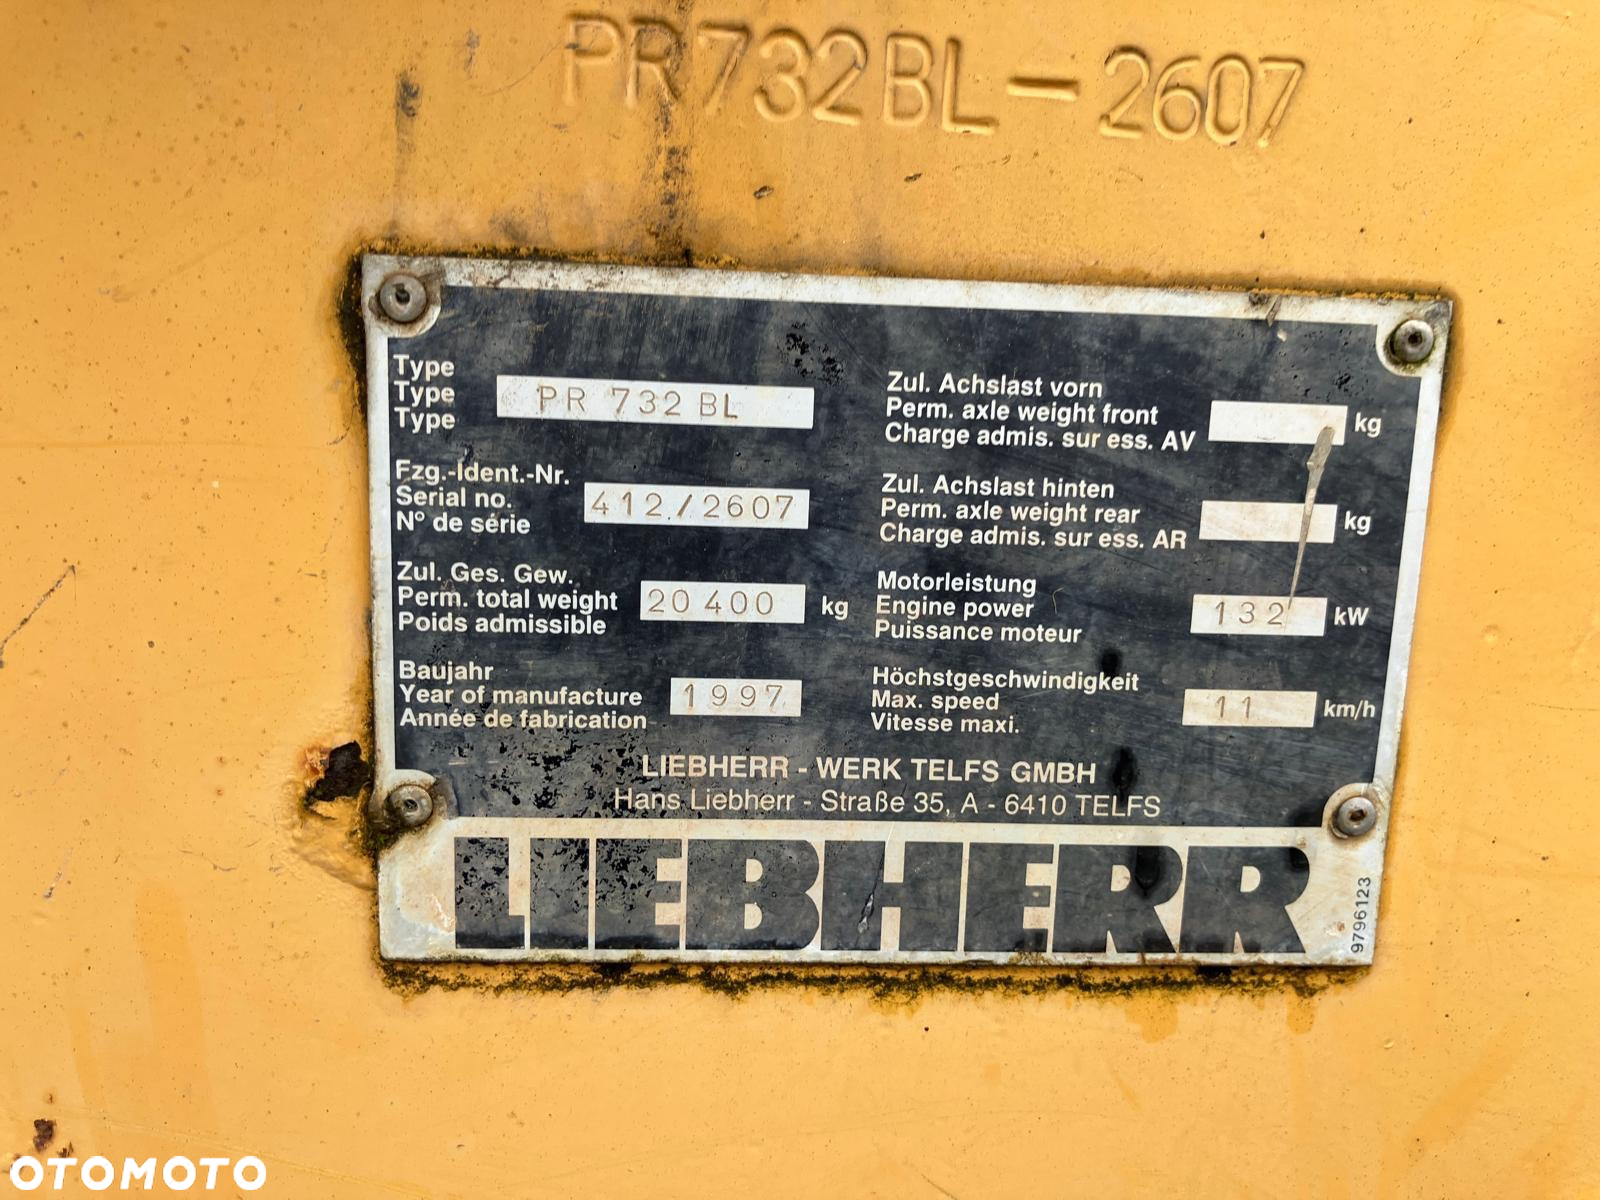 PR732BL-2607
Type
Type
Type
PR 732 BL
Fzg.-Ident.-Nr.
Serial no.
N° de série
412/2607
Zul. Ges. Gew.
Perm. total weight
Poids admissible
20 400 kg
Baujahr
Year of manufacture
Année de fabrication
1997
Zul. Achslast vorn
Perm. axle weight front
Charge admis. sur ess. AV
kg
Zul. Achslast hinten
Perm. axle weight rear
Charge admis. sur ess. AR
kg
Motorleistung
Engine power
Puissance moteur
132 kW
Höchstgeschwindigkeit
Max. speed
Vitesse maxi.
11 km/h
LIEBHERR - WERK TELFS GMBH
Hans Liebherr - Straße 35, A - 6410 TELFS
LIEBHERR
9796123
OTOMOTO